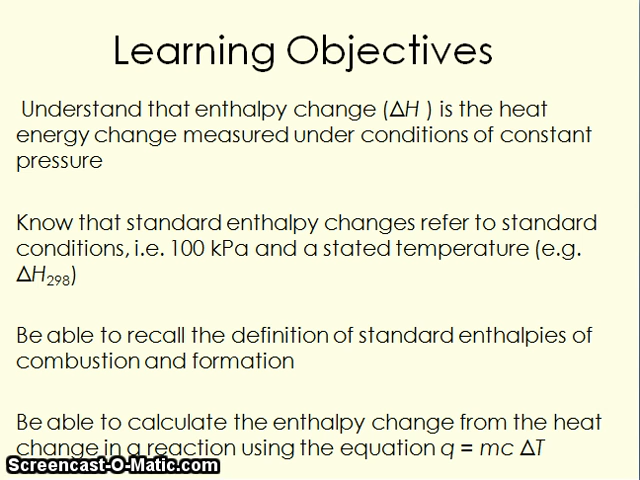 Learning Objectives
Understand that enthalpy change (ΔH ) is the heat
energy change measured under conditions of constant
pressure
Know that standard enthalpy changes refer to standard
conditions, i.e. 100 kPa and a stated temperature (e.g.
ΔH298)
Be able to recall the definition of standard enthalpies of
combustion and formation
Be able to calculate the enthalpy change from the heat
change in a reaction using the equation q = mc ΔT
Screencast-O-Matic.com